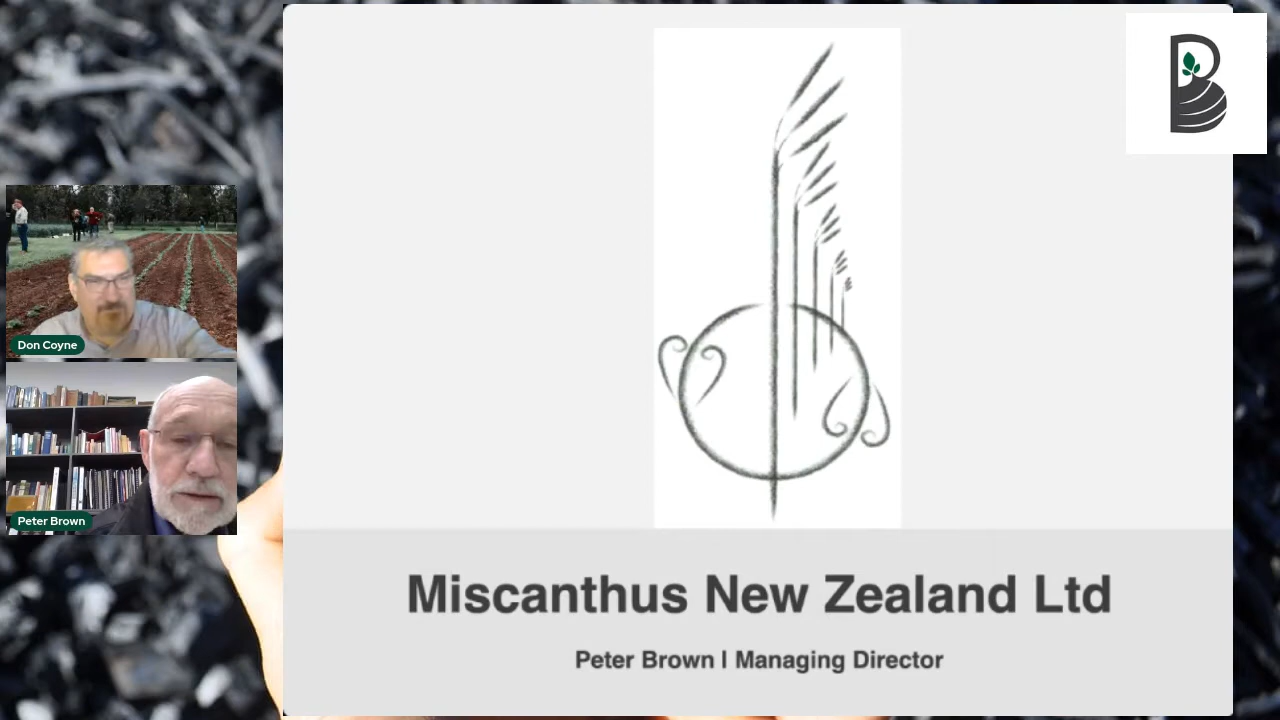 Don Coyne
Peter Brown
Miscanthus New Zealand Ltd
Peter Brown | Managing Director